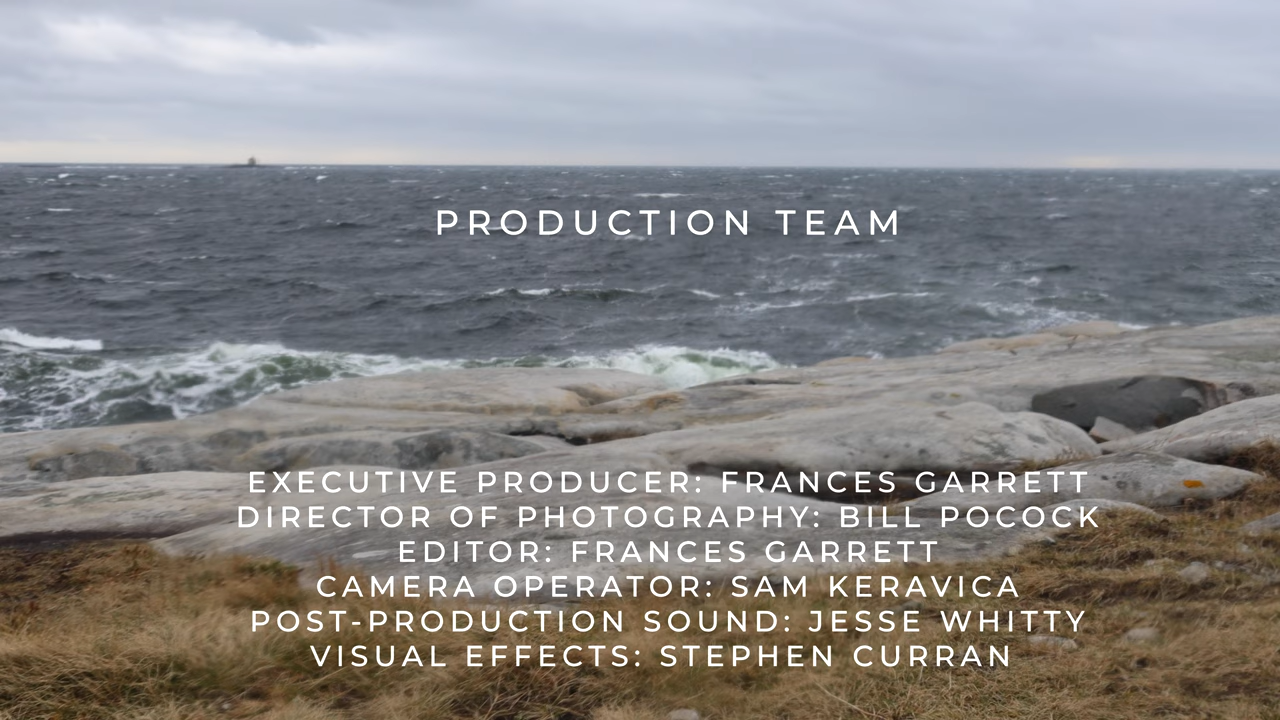 PRODUCTION TEAM
EXECUTIVE PRODUCER: FRANCES GARRETT
DIRECTOR OF PHOTOGRAPHY: BILL POCOCK
EDITOR: FRANCES GARRETT
CAMERA OPERATOR: SAM KERAVICA
POST-PRODUCTION SOUND: JESSE WHITTY
VISUAL EFFECTS: STEPHEN CURRAN